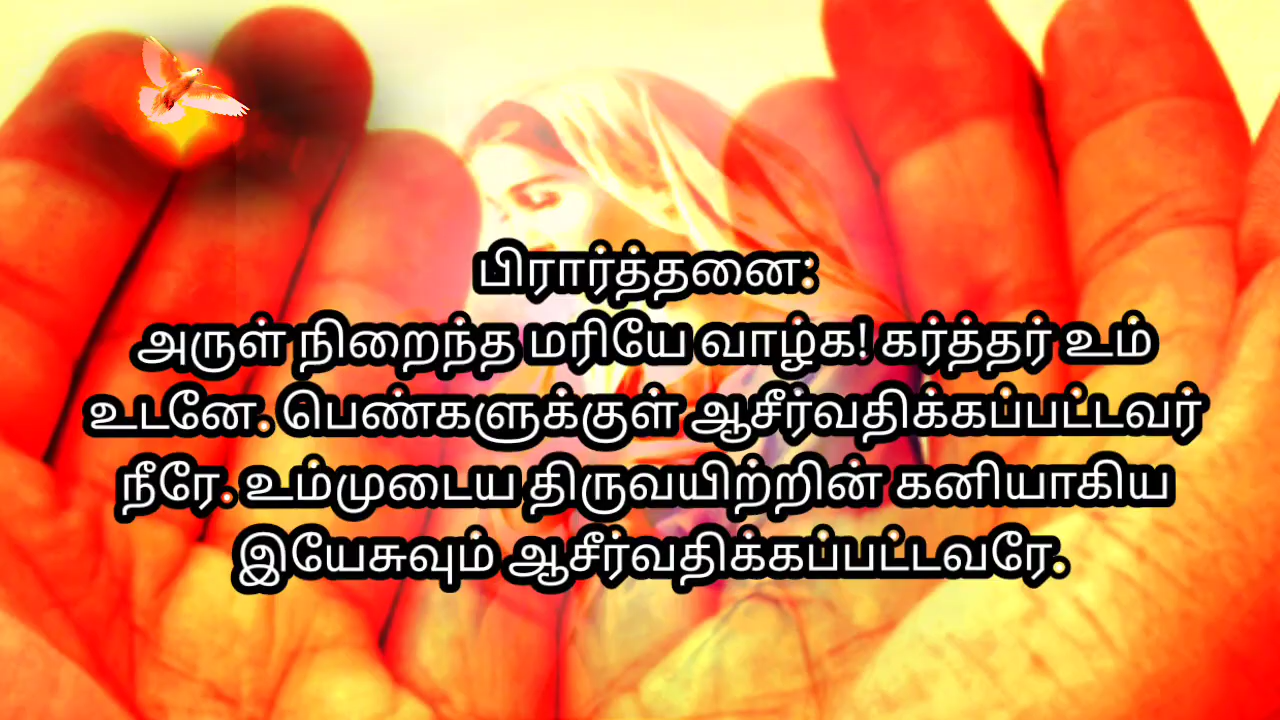 பிரார்த்தனை:
அருள் நிறைந்த மரியே வாழ்க! கர்த்தர் உம்
உடனே. பெண்களுக்குள் ஆசீர்வதிக்கப்பட்டவர்
நீரே. உம்முடைய திருவயிற்றின் கனியாகிய
இயேசுவும் ஆசீர்வதிக்கப்பட்டவரே.